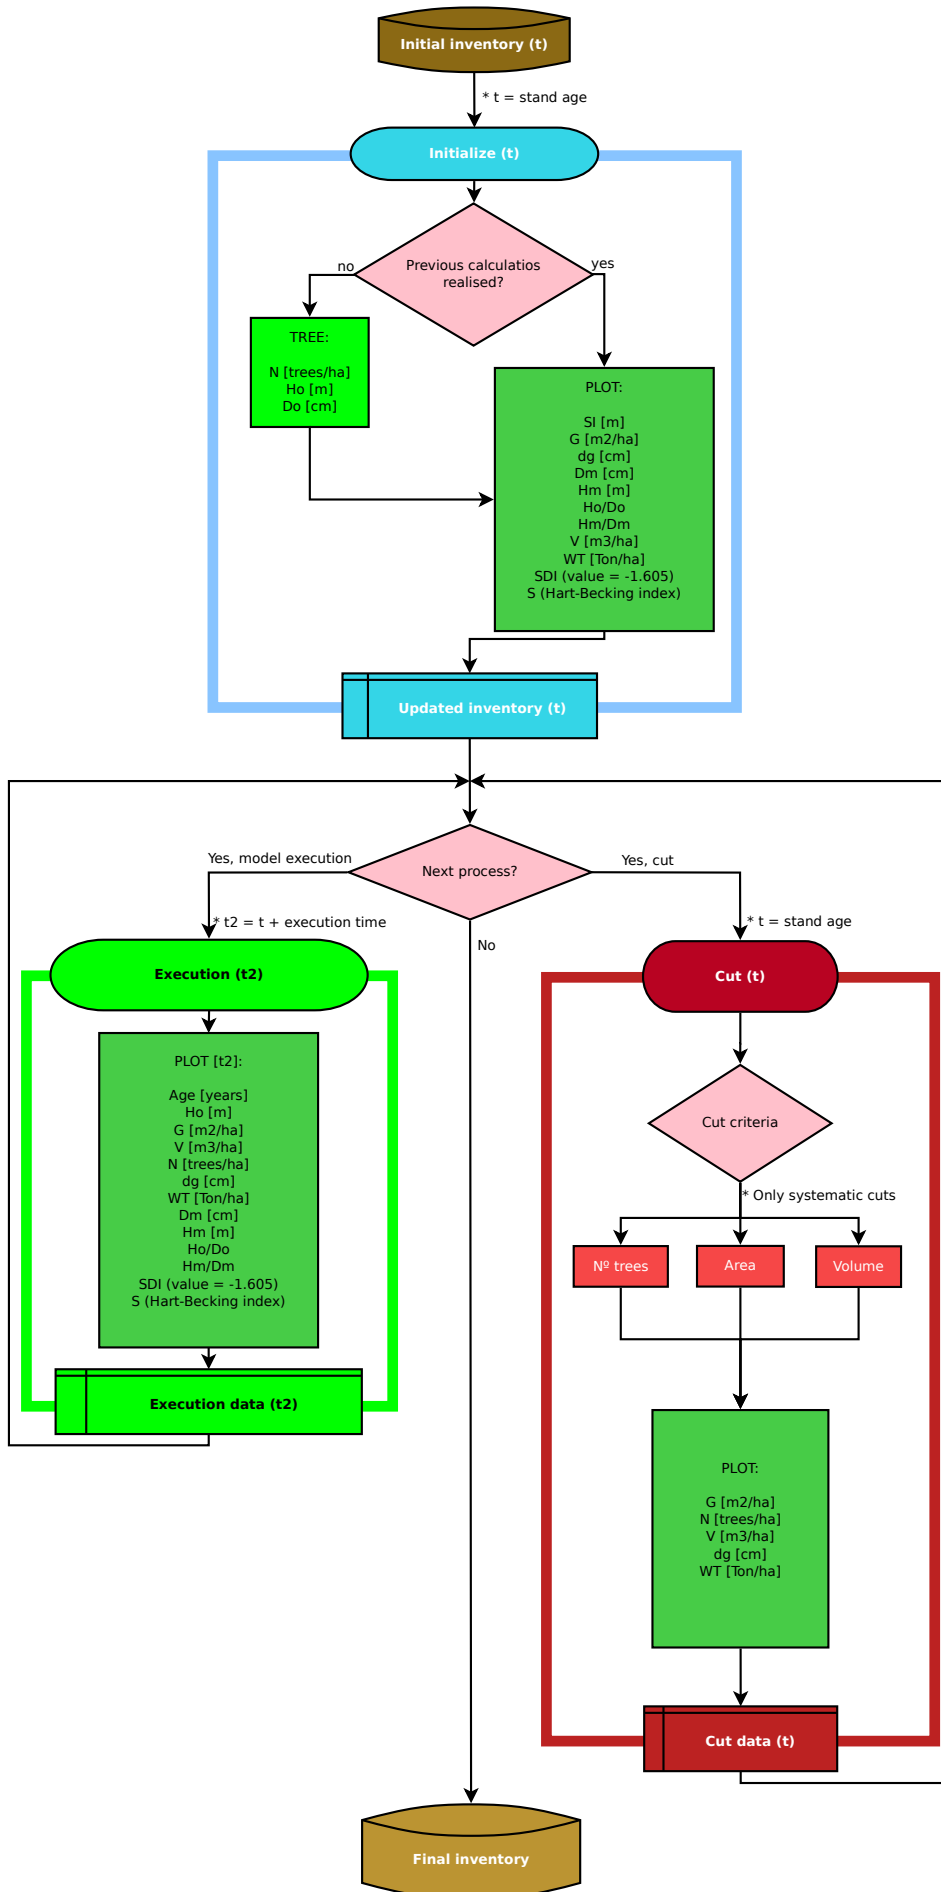 Initial inventory (t)
* t = stand age
Initialize (t)
Previous calculatios
realised?
no
yes
TREE:
N [trees/ha]
Ho [m]
Do [cm]
PLOT:
SI [m]
G [m2/ha]
dg [cm]
Dm [cm]
Hm [m]
Ho/Do
Hm/Dm
V [m3/ha]
WT [Ton/ha]
SDI (value = -1.605)
S (Hart-Becking index)
Updated inventory (t)
Next process?
Yes, model execution
Yes, cut
No
* t2 = t + execution time
Execution (t2)
PLOT [t2]:
Age [years]
Ho [m]
G [m2/ha]
V [m3/ha]
N [trees/ha]
dg [cm]
WT [Ton/ha]
Dm [cm]
Hm [m]
Ho/Do
Hm/Dm
SDI (value = -1.605)
S (Hart-Becking index)
Execution data (t2)
* t = stand age
Cut (t)
Cut criteria
* Only systematic cuts
Nº trees
Area
Volume
PLOT:
G [m2/ha]
N [trees/ha]
V [m3/ha]
dg [cm]
WT [Ton/ha]
Cut data (t)
Final inventory